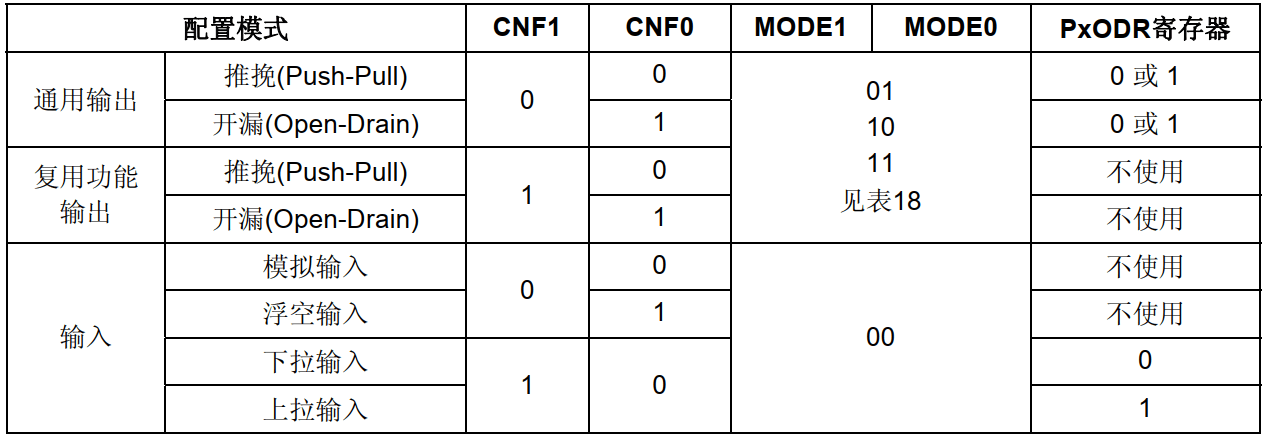 配置模式 CNF1 CNF0 MODE1 MODE0 PxODR寄存器
通用输出 推挽(Push-Pull) 0 0 01 0 或 1
开漏(Open-Drain) 1 10 0 或 1
复用功能 输出 推挽(Push-Pull) 1 0 11 不使用
开漏(Open-Drain) 1 见表18 不使用
输入 模拟输入 0 0 00 不使用
浮空输入 1 不使用
下拉输入 1 0 0
上拉输入 1